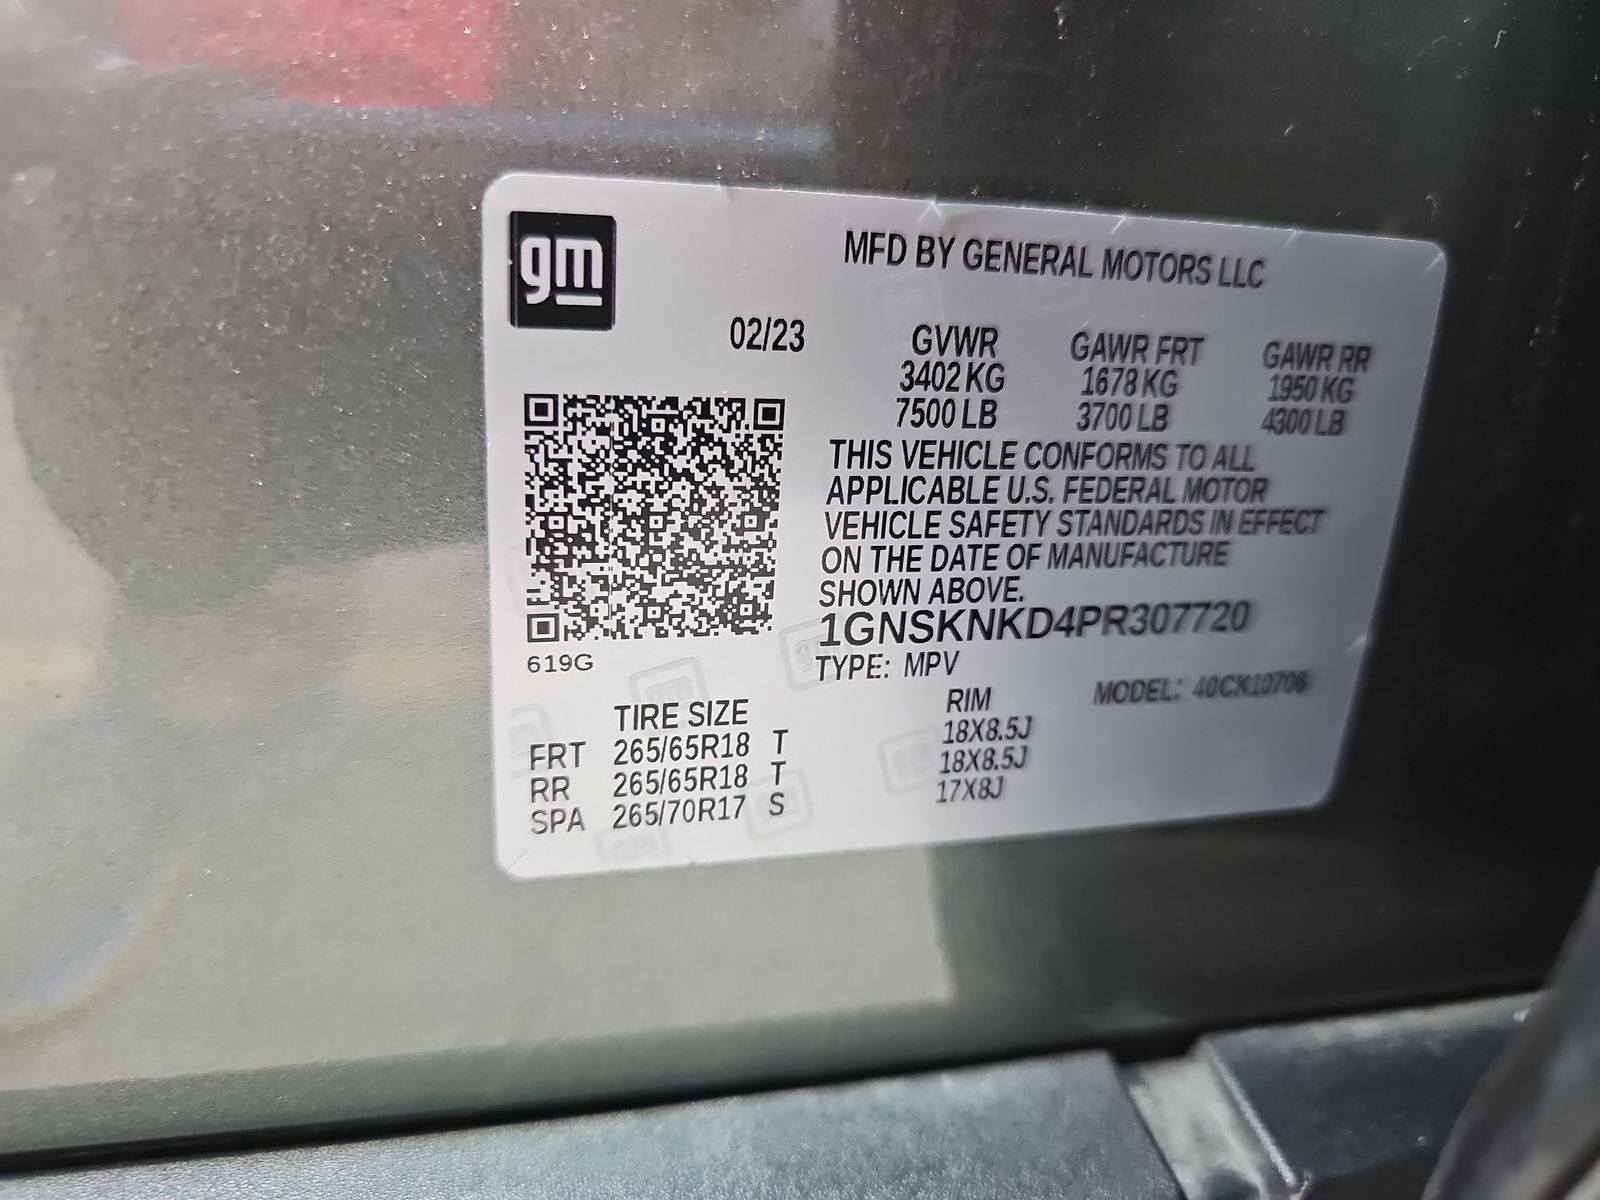 gm
MFD BY GENERAL MOTORS LLC
02/23
GVWR GAWR FRT GAWR RR
3402 KG 1678 KG 1950 KG
7500 LB 3700 LB 4300 LB
THIS VEHICLE CONFORMS TO ALL
APPLICABLE U.S. FEDERAL MOTOR
VEHICLE SAFETY STANDARDS IN EFFECT
ON THE DATE OF MANUFACTURE
SHOWN ABOVE.
1GNSKNKD4PR307720
619G
TYPE: MPV
MODEL: 40CK10706
TIRE SIZE RIM
FRT 265/65R18 T 18X8.5J
RR 265/65R18 T 18X8.5J
SPA 265/70R17 S 17X8J